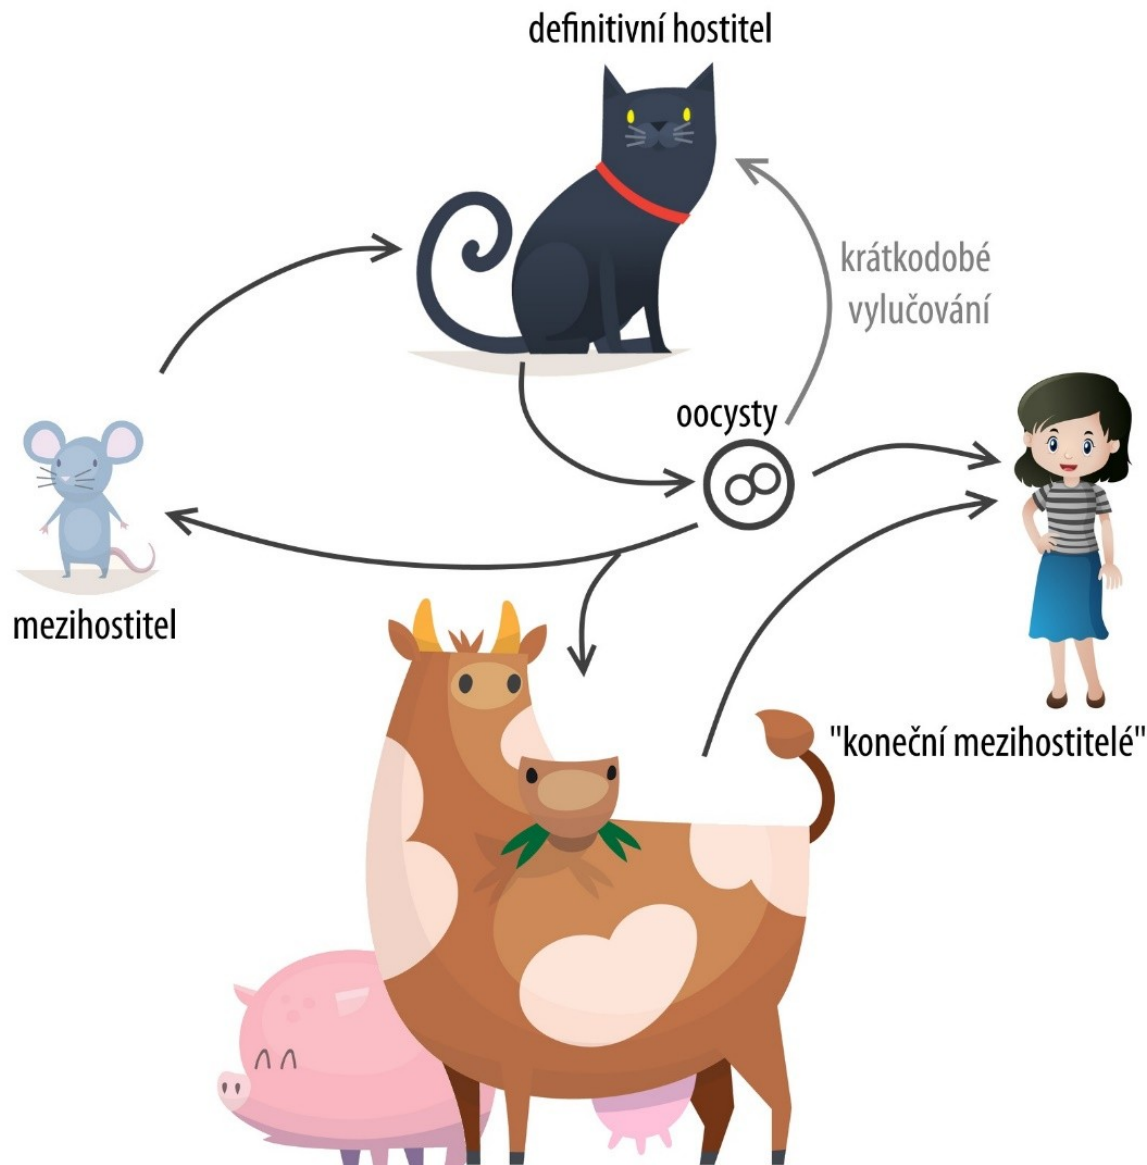 definitivní hostitel
krátkodobé
vylučování
oocysty
mezihostitel
"koneční mezihostitelé"